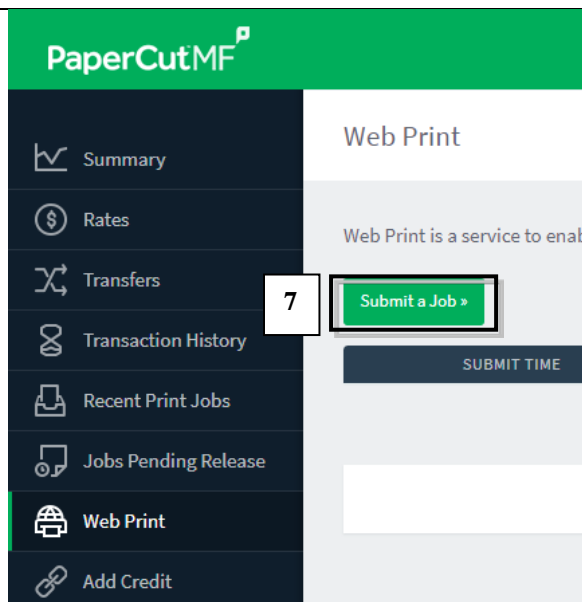 PaperCutMF
Summary
Rates
Transfers
Transaction History
Recent Print Jobs
Jobs Pending Release
Web Print
Add Credit
Web Print
Web Print is a service to enab
7
Submit a Job »
SUBMIT TIME